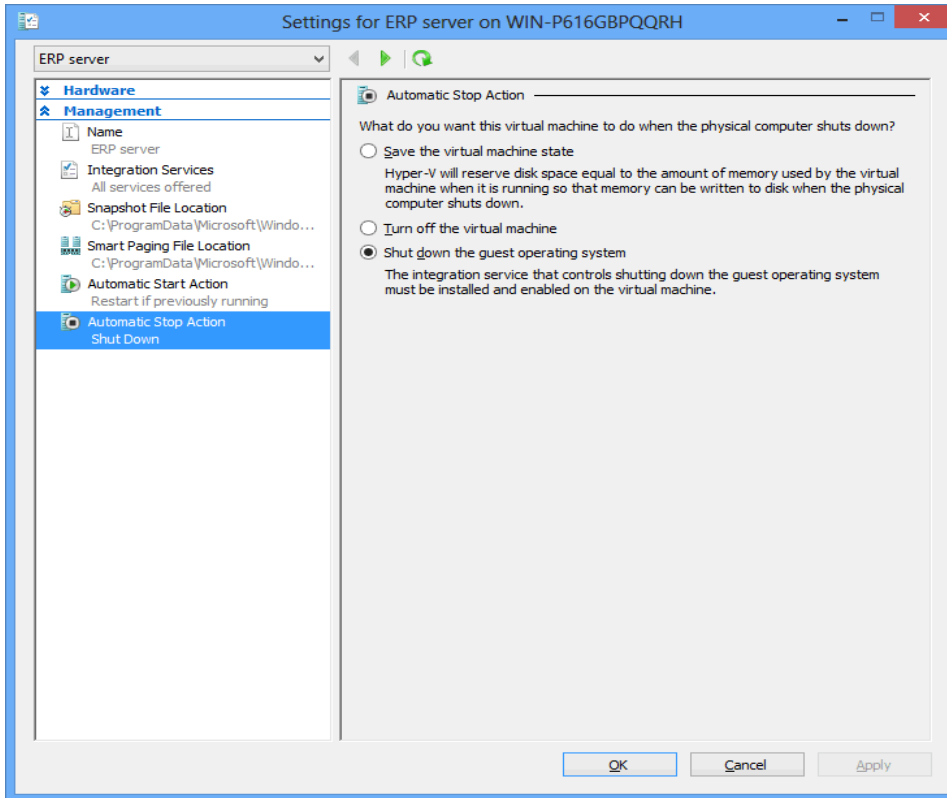 Settings for ERP server on WIN-P616GBPQQRH
ERP server
Hardware
Management
Name
ERP server
Integration Services
All services offered
Snapshot File Location
C:\ProgramData\Microsoft\Windo...
Smart Paging File Location
C:\ProgramData\Microsoft\Windo...
Automatic Start Action
Restart if previously running
Automatic Stop Action
Shut Down
Automatic Stop Action
What do you want this virtual machine to do when the physical computer shuts down?
Save the virtual machine state
Hyper-V will reserve disk space equal to the amount of memory used by the virtual
machine when it is running so that memory can be written to disk when the physical
computer shuts down.
Turn off the virtual machine
Shut down the guest operating system
The integration service that controls shutting down the guest operating system
must be installed and enabled on the virtual machine.
OK
Cancel
Apply